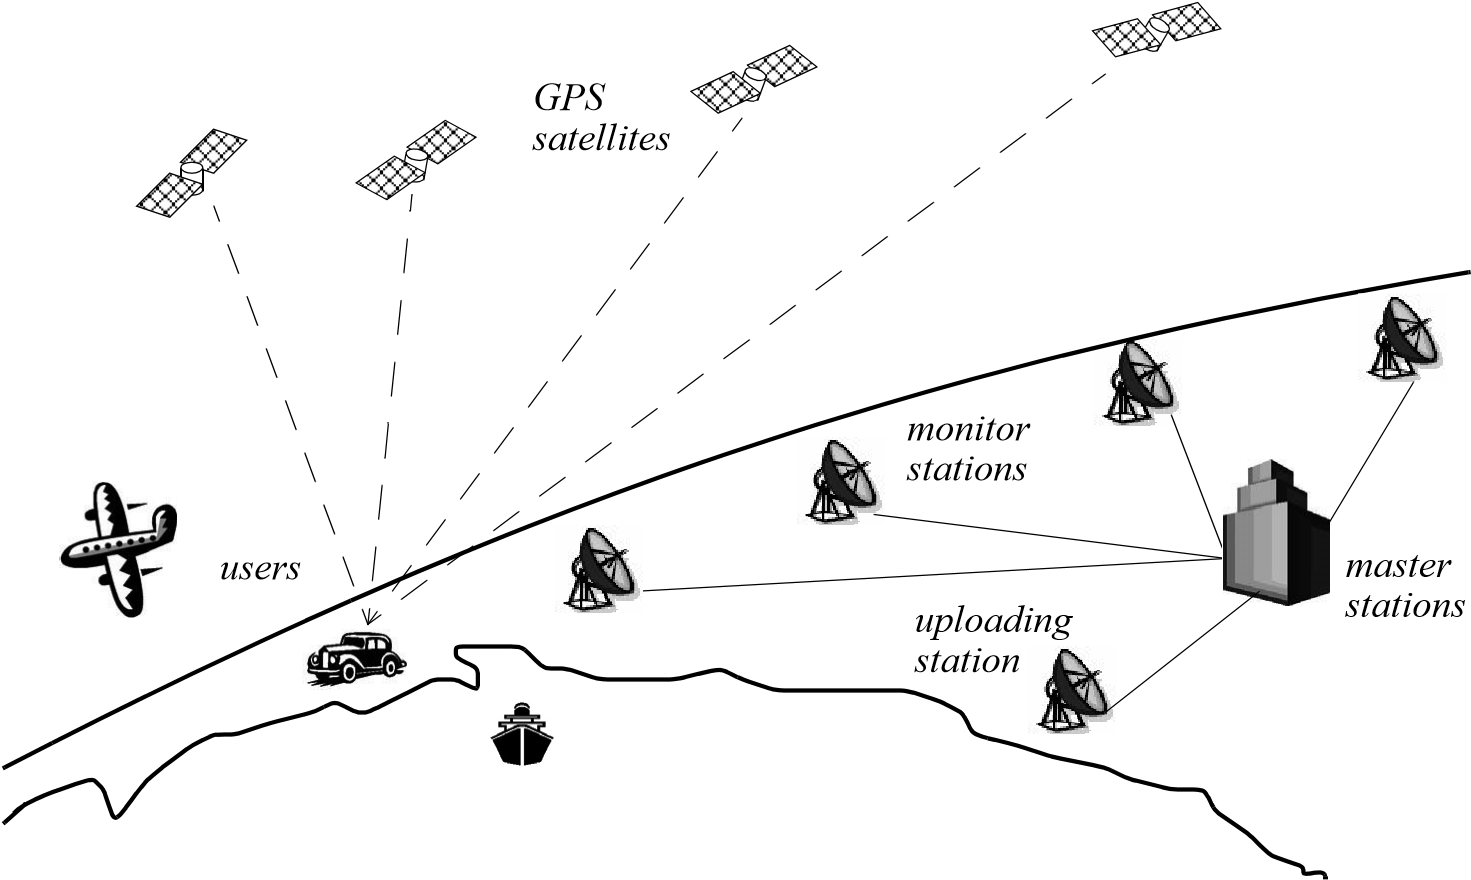 GPS
satellites
monitor
stations
users
master
stations
uploading
station